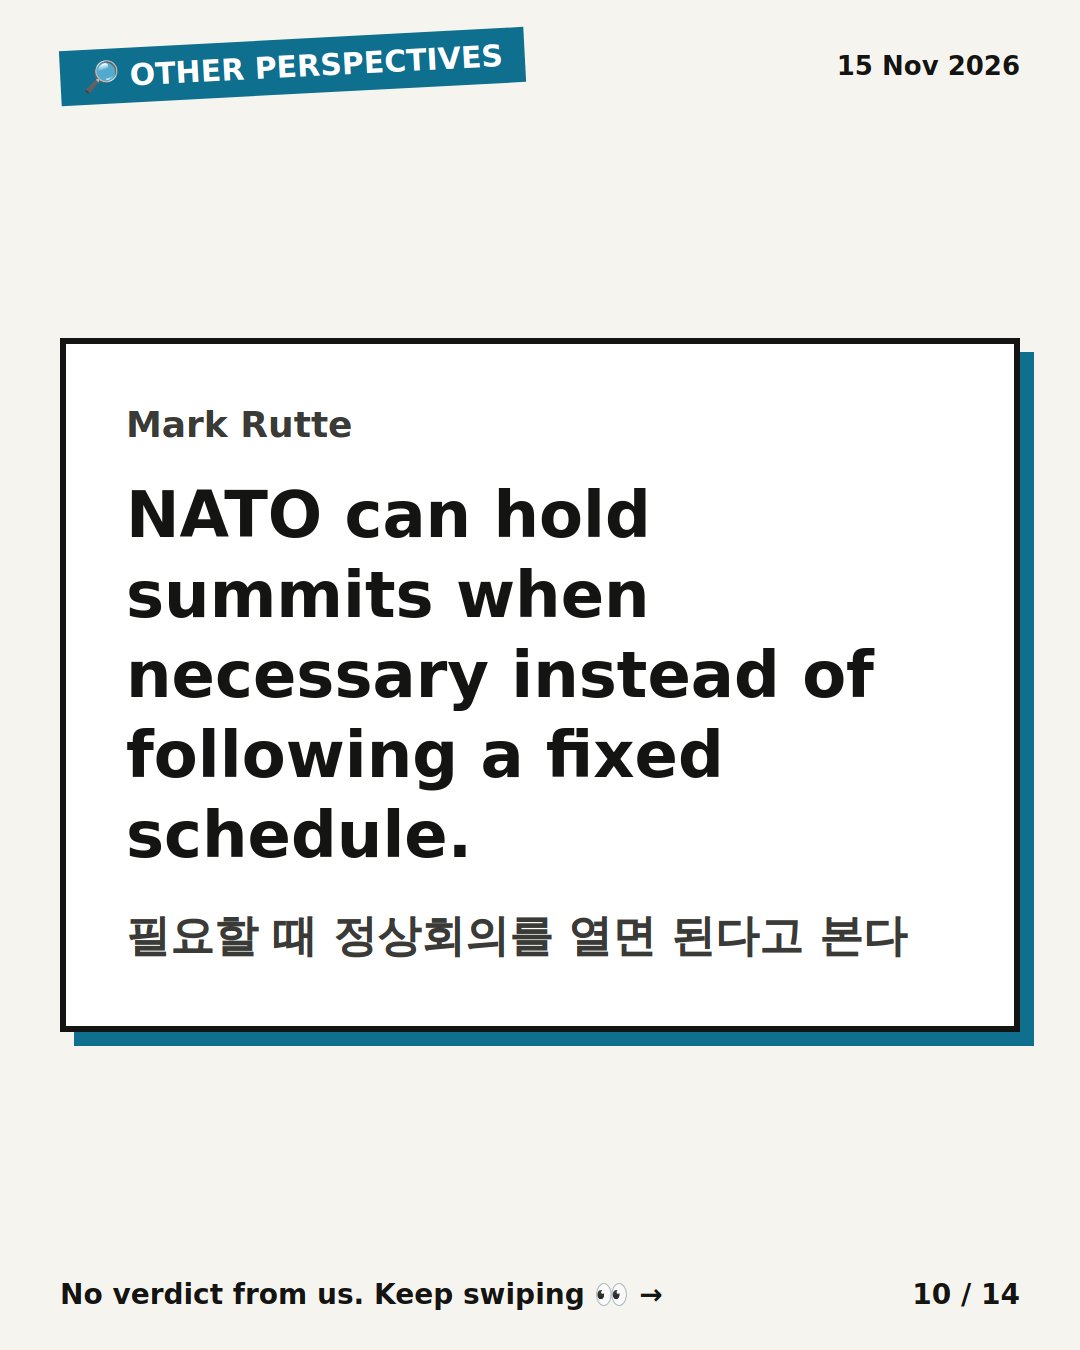 🔎 OTHER PERSPECTIVES
15 Nov 2026
Mark Rutte
NATO can hold
summits when
necessary instead of
following a fixed
schedule.
필요할 때 정상회의를 열면 된다고 본다
No verdict from us. Keep swiping 👀 →
10 / 14